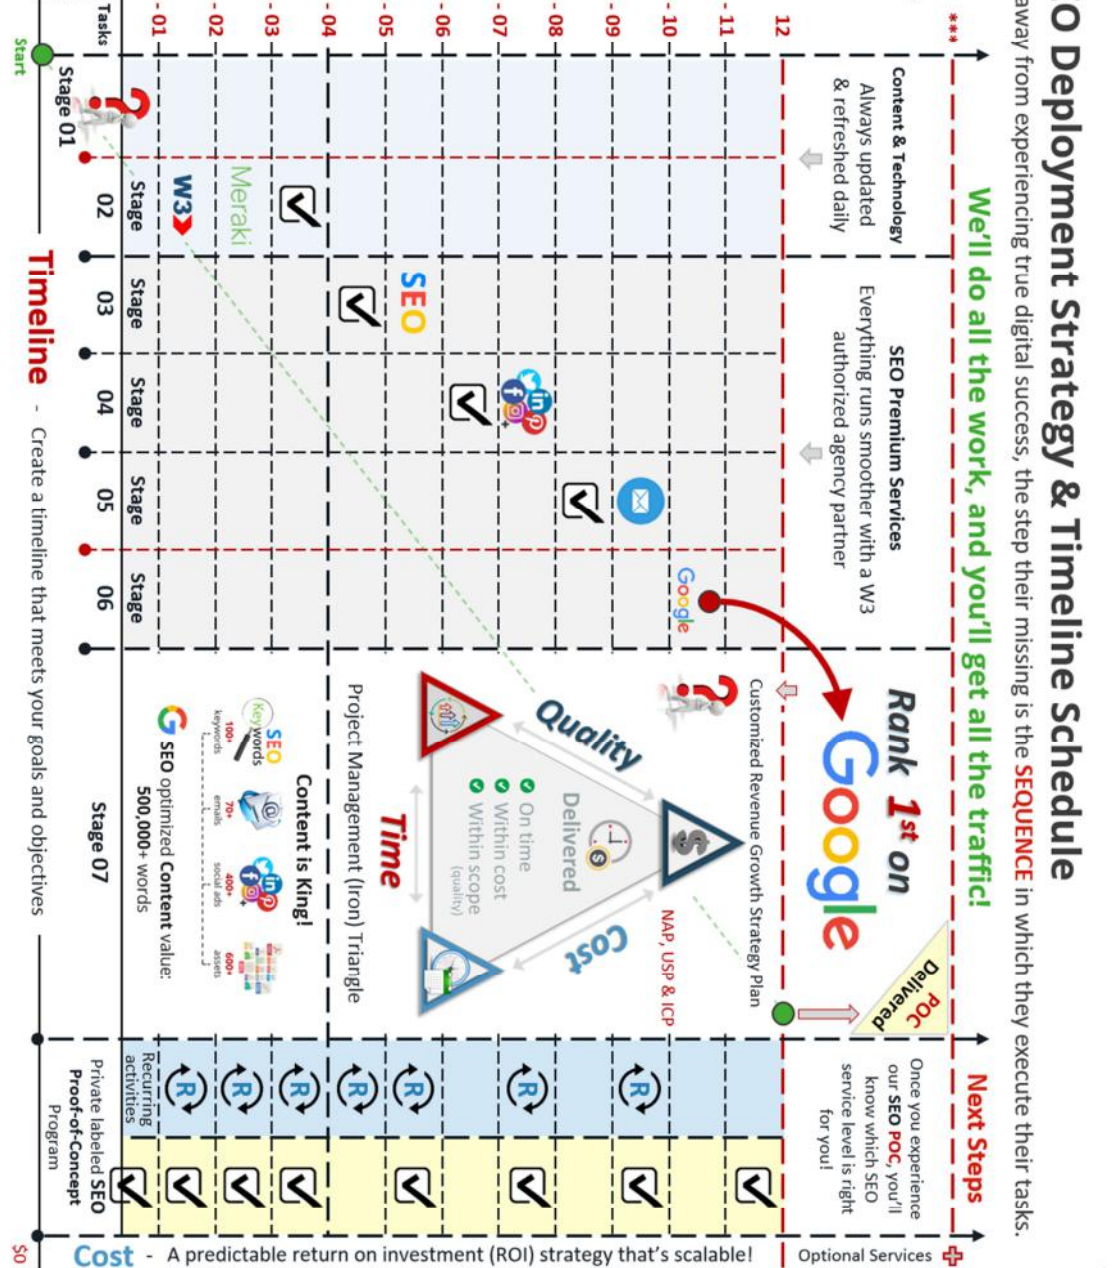 O Deployment Strategy & Timeline Schedule
away from experiencing true digital success, the step their missing is the SEQUENCE in which they execute their tasks.
We'll do all the work, and you'll get all the traffic!
Next Steps
***
Content & Technology
Always updated
& refreshed daily
SEO Premium Services
Everything runs smoother with a W3
authorized agency partner
Rank 1st on
Google
POC
Delivered
Once you experience
our SEO POC, you'll
know which SEO
service level is right
for you!
Optional Services
12
- 11
- 10
- 09
- 08
- 07
- 06
- 05
- 04
- 03
- 02
- 01
Tasks
Customized Revenue Growth Strategy Plan
NAP, USP & ICP
Google
SEO
Meraki
W3
Quality
Cost
Time
Delivered
On time
Within cost
Within scope
(quality)
Project Management (Iron) Triangle
Content is King!
SEO
Keywords
100+
keywords
70+
emails
400+
social ads
600+
assets
G SEO optimized Content value:
500,000+ words
R
R
R
R
R
R
R
Recurring
activities
Stage 01
Stage
02
Stage
03
Stage
04
Stage
05
Stage
06
Stage 07
Private labeled SEO
Proof-of-Concept
Program
Start
Timeline - Create a timeline that meets your goals and objectives
$0
Cost - A predictable return on investment (ROI) strategy that's scalable!